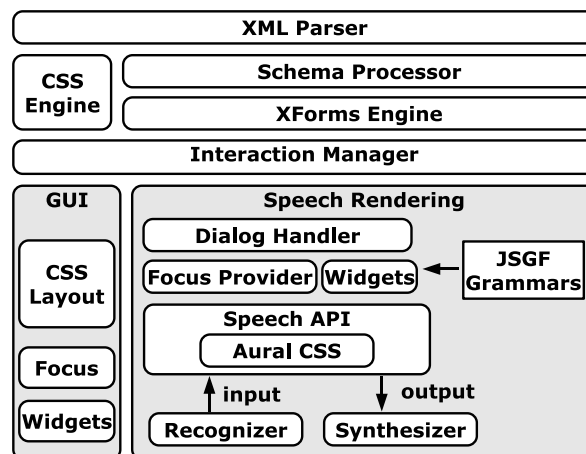 XML Parser
CSS
Engine
Schema Processor
XForms Engine
Interaction Manager
GUI
CSS
Layout
Focus
Widgets
Speech Rendering
Dialog Handler
Focus Provider
Widgets
JSGF
Grammars
Speech API
Aural CSS
input
output
Recognizer
Synthesizer